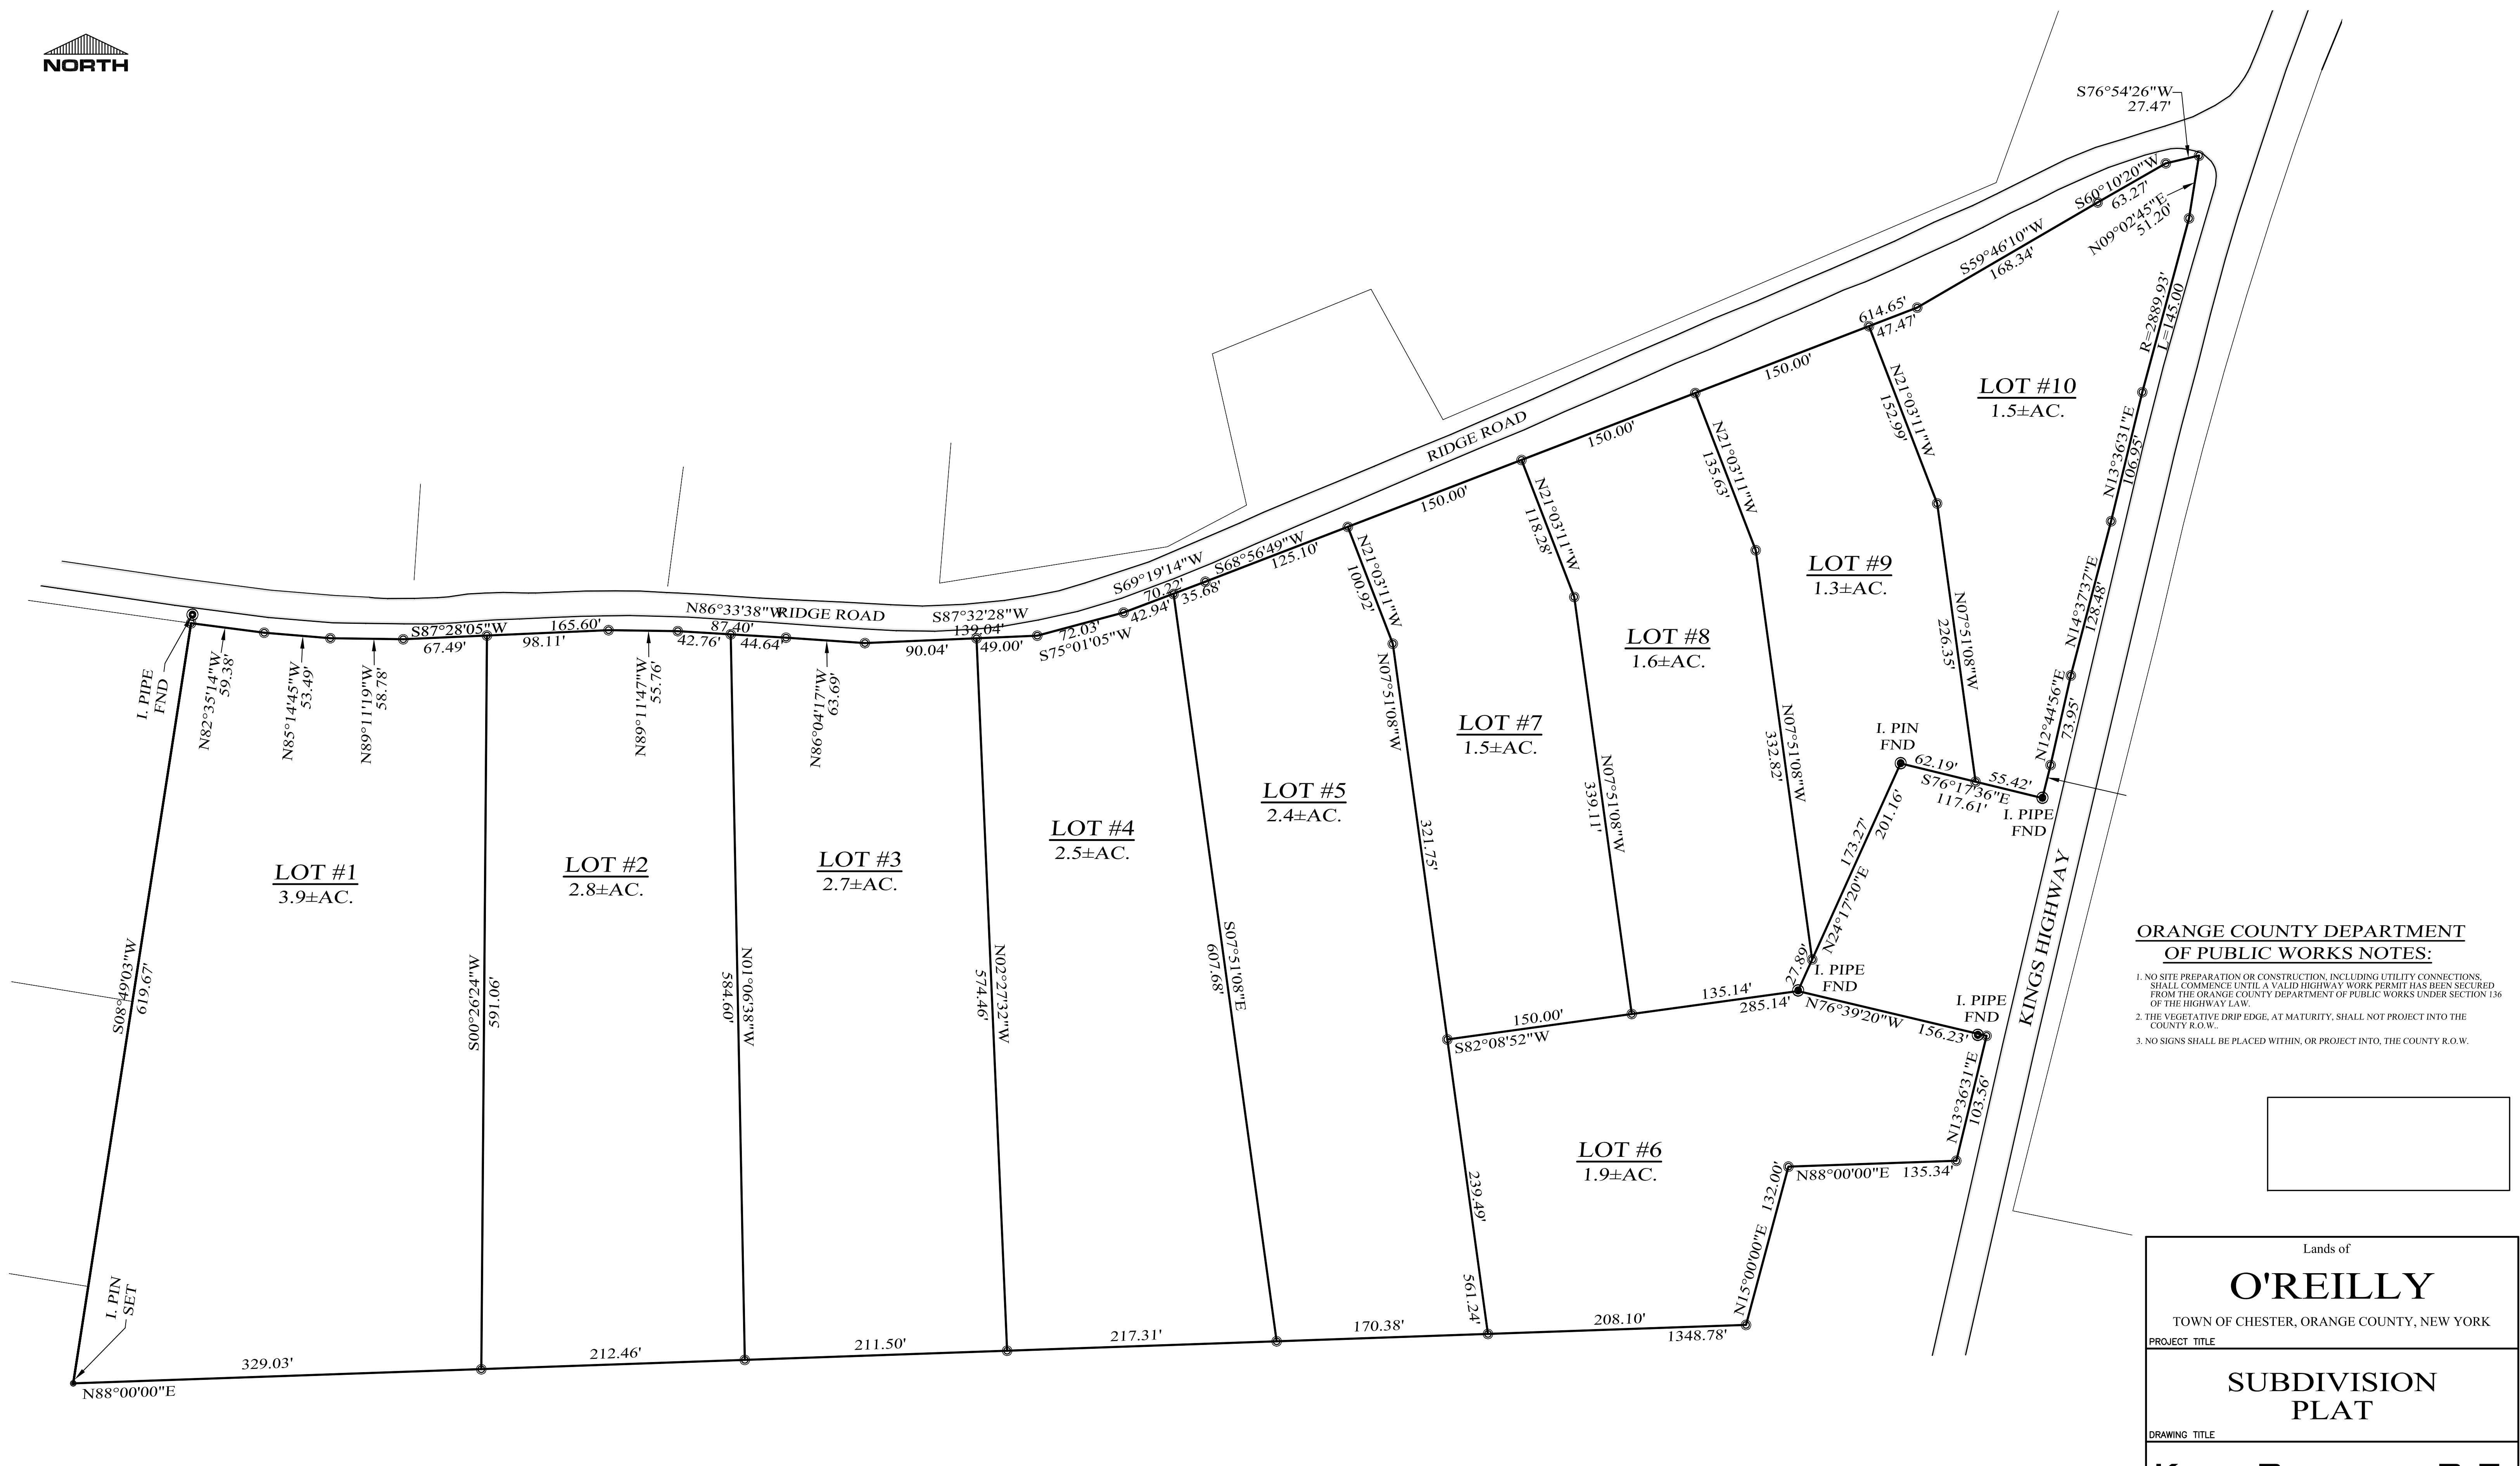 NORTH
S76°54'26"W
27.47'
S60°10'20"W
63.27'
N09°02'45"E
51.20'
S59°46'10"W
168.34'
R=2889.93'
L=145.00
614.65'
47.47'
150.00'
LOT #10
1.5±AC.
N21°03'11"W
152.99'
N13°36'31"E
106.95'
RIDGE ROAD
150.00'
N21°03'11"W
135.63'
150.00'
N21°03'11"W
118.28'
LOT #9
1.3±AC.
N14°37'37"E
128.48'
S68°56'49"W
125.10'
N21°03'11"W
100.92'
S69°19'14"W
70.22'
35.68'
42.94'
N86°33'38"W
RIDGE ROAD
S87°32'28"W
S87°28'05"W
165.60'
87.40'
139.04'
72.03'
S75°01'05"W
67.49'
98.11'
42.76'
44.64'
90.04'
49.00'
I. PIPE
FND
N82°35'14"W
59.38'
N85°14'45"W
53.49'
N89°11'19"W
58.78'
N89°11'47"W
55.76'
N86°04'17"W
63.69'
N07°51'08"W
226.35'
LOT #8
1.6±AC.
N12°44'56"E
73.95'
N07°51'08"W
321.75'
LOT #7
1.5±AC.
N07°51'08"W
332.82'
I. PIN
FND
62.19'
55.42'
S76°17'36"E
117.61'
I. PIPE
FND
LOT #5
2.4±AC.
N07°51'08"W
339.11'
173.27'
201.16'
N24°17'20"E
LOT #4
2.5±AC.
LOT #3
2.7±AC.
LOT #2
2.8±AC.
LOT #1
3.9±AC.
KINGS HIGHWAY
ORANGE COUNTY DEPARTMENT
OF PUBLIC WORKS NOTES:
1. NO SITE PREPARATION OR CONSTRUCTION, INCLUDING UTILITY CONNECTIONS,
SHALL COMMENCE UNTIL A VALID HIGHWAY WORK PERMIT HAS BEEN SECURED
FROM THE ORANGE COUNTY DEPARTMENT OF PUBLIC WORKS UNDER SECTION 136
OF THE HIGHWAY LAW.
2. THE VEGETATIVE DRIP EDGE, AT MATURITY, SHALL NOT PROJECT INTO THE
COUNTY R.O.W..
3. NO SIGNS SHALL BE PLACED WITHIN, OR PROJECT INTO, THE COUNTY R.O.W.
S08°49'03"W
619.67'
S00°26'24"W
591.06'
N01°06'38"W
584.60'
N02°27'32"W
574.46'
S07°51'08"E
607.68'
27.89'
I. PIPE
FND
135.14'
285.14'
150.00'
S82°08'52"W
N76°39'20"W
156.23'
I. PIPE
FND
N13°36'31"E
103.56'
LOT #6
1.9±AC.
239.49'
561.24'
132.00'
N15°00'00"E
N88°00'00"E
135.34'
I. PIN
SET
N88°00'00"E
329.03'
212.46'
211.50'
217.31'
170.38'
208.10'
1348.78'
Lands of
O'REILLY
TOWN OF CHESTER, ORANGE COUNTY, NEW YORK
PROJECT TITLE
SUBDIVISION
PLAT
DRAWING TITLE